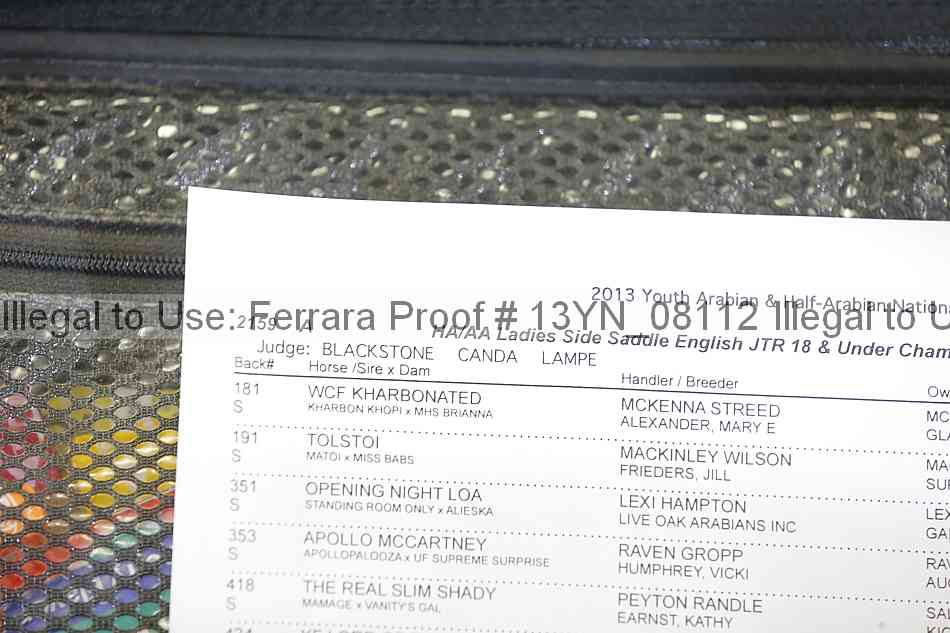 2013 Youth Arabian & Half-Arabian Nation
Illegal to Use: Ferrara Proof # 13YN_08112 Illegal to U
2159 A HA/AA Ladies Side Saddle English JTR 18 & Under Cham
Judge: BLACKSTONE CANDA LAMPE
Back# Horse /Sire x Dam Handler / Breeder Ow
181 WCF KHARBONATED MCKENNA STREED MC
S KHARBON KHOPI x MHS BRIANNA ALEXANDER, MARY E GL
191 TOLSTOI MACKINLEY WILSON MA
S MATOI x MISS BABS FRIEDERS, JILL SU
351 OPENING NIGHT LOA LEXI HAMPTON LEX
S STANDING ROOM ONLY x ALIESKA LIVE OAK ARABIANS INC GA
353 APOLLO MCCARTNEY RAVEN GROPP RAV
S APOLLOPALOOZA x UF SUPREME SURPRISE HUMPHREY, VICKI AU
418 THE REAL SLIM SHADY PEYTON RANDLE SAL
S MAMAGE x VANITY'S GAL EARNST, KATHY